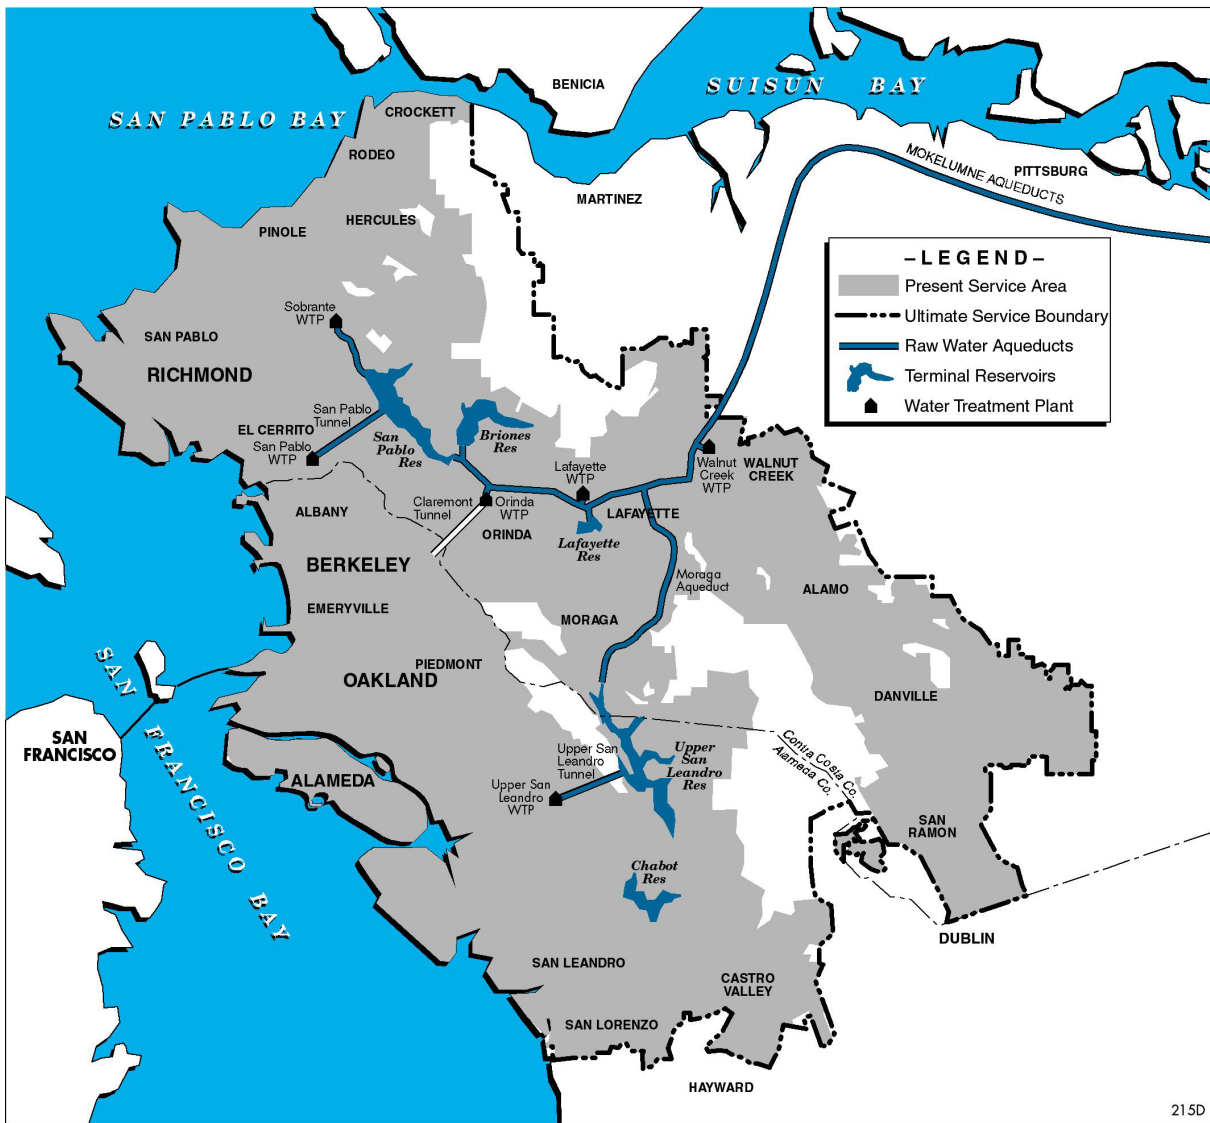 BENICIA
SUISUN BAY
SAN PABLO BAY
CROCKETT
RODEO
MOKELUMNE AQUEDUCTS
PITTSBURG
MARTINEZ
HERCULES
PINOLE
– L E G E N D –
Present Service Area
Ultimate Service Boundary
Raw Water Aqueducts
Terminal Reservoirs
Water Treatment Plant
Sobrante
WTP
SAN PABLO
RICHMOND
San Pablo
Tunnel
EL CERRITO
San Pablo
WTP
San
Pablo
Res
Briones
Res
Lafayette
WTP
Walnut
Creek
WTP
WALNUT
CREEK
Claremont
Tunnel
Orinda
WTP
ALBANY
LAFAYETTE
ORINDA
Lafayette
Res
BERKELEY
Moraga
Aqueduct
ALAMO
EMERYVILLE
MORAGA
PIEDMONT
OAKLAND
DANVILLE
SAN FRANCISCO BAY
SAN
FRANCISCO
Contra Costa Co.
Alameda Co.
Upper San
Leandro
Tunnel
Upper
San
Leandro
Res
ALAMEDA
Upper San
Leandro
WTP
SAN
RAMON
Chabot
Res
DUBLIN
SAN LEANDRO
CASTRO
VALLEY
SAN LORENZO
HAYWARD
215D